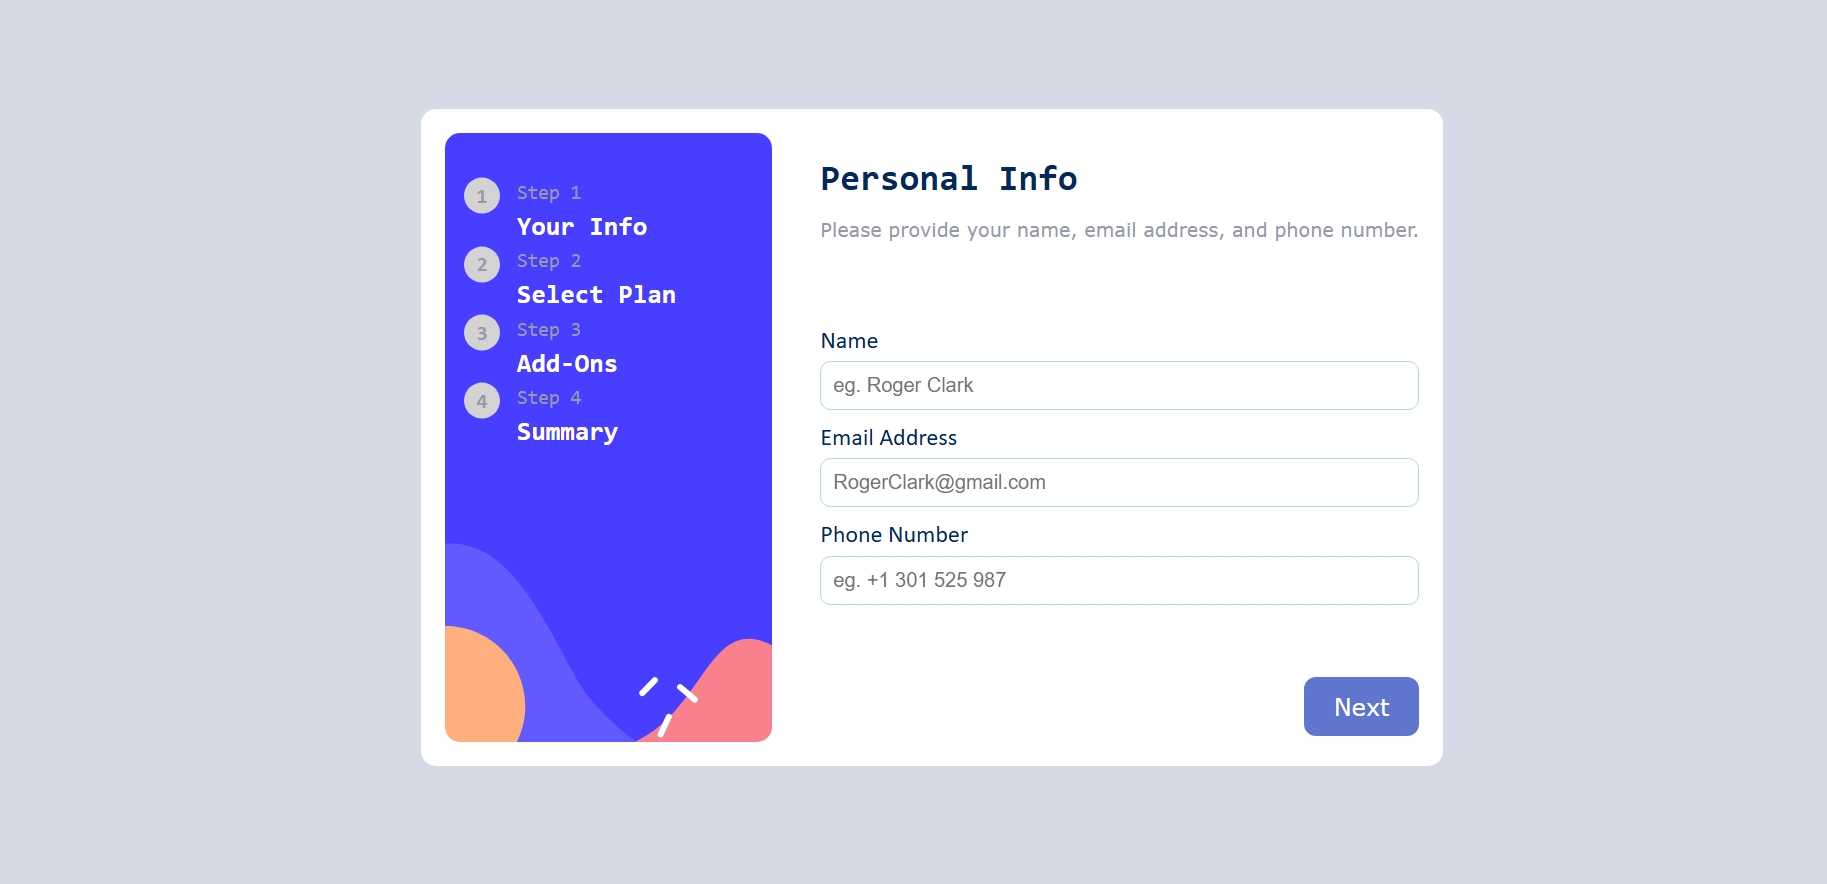 1
Step 1
Your Info
2
Step 2
Select Plan
3
Step 3
Add-Ons
4
Step 4
Summary
Personal Info
Please provide your name, email address, and phone number.
Name
eg. Roger Clark
Email Address
RogerClark@gmail.com
Phone Number
eg. +1 301 525 987
Next